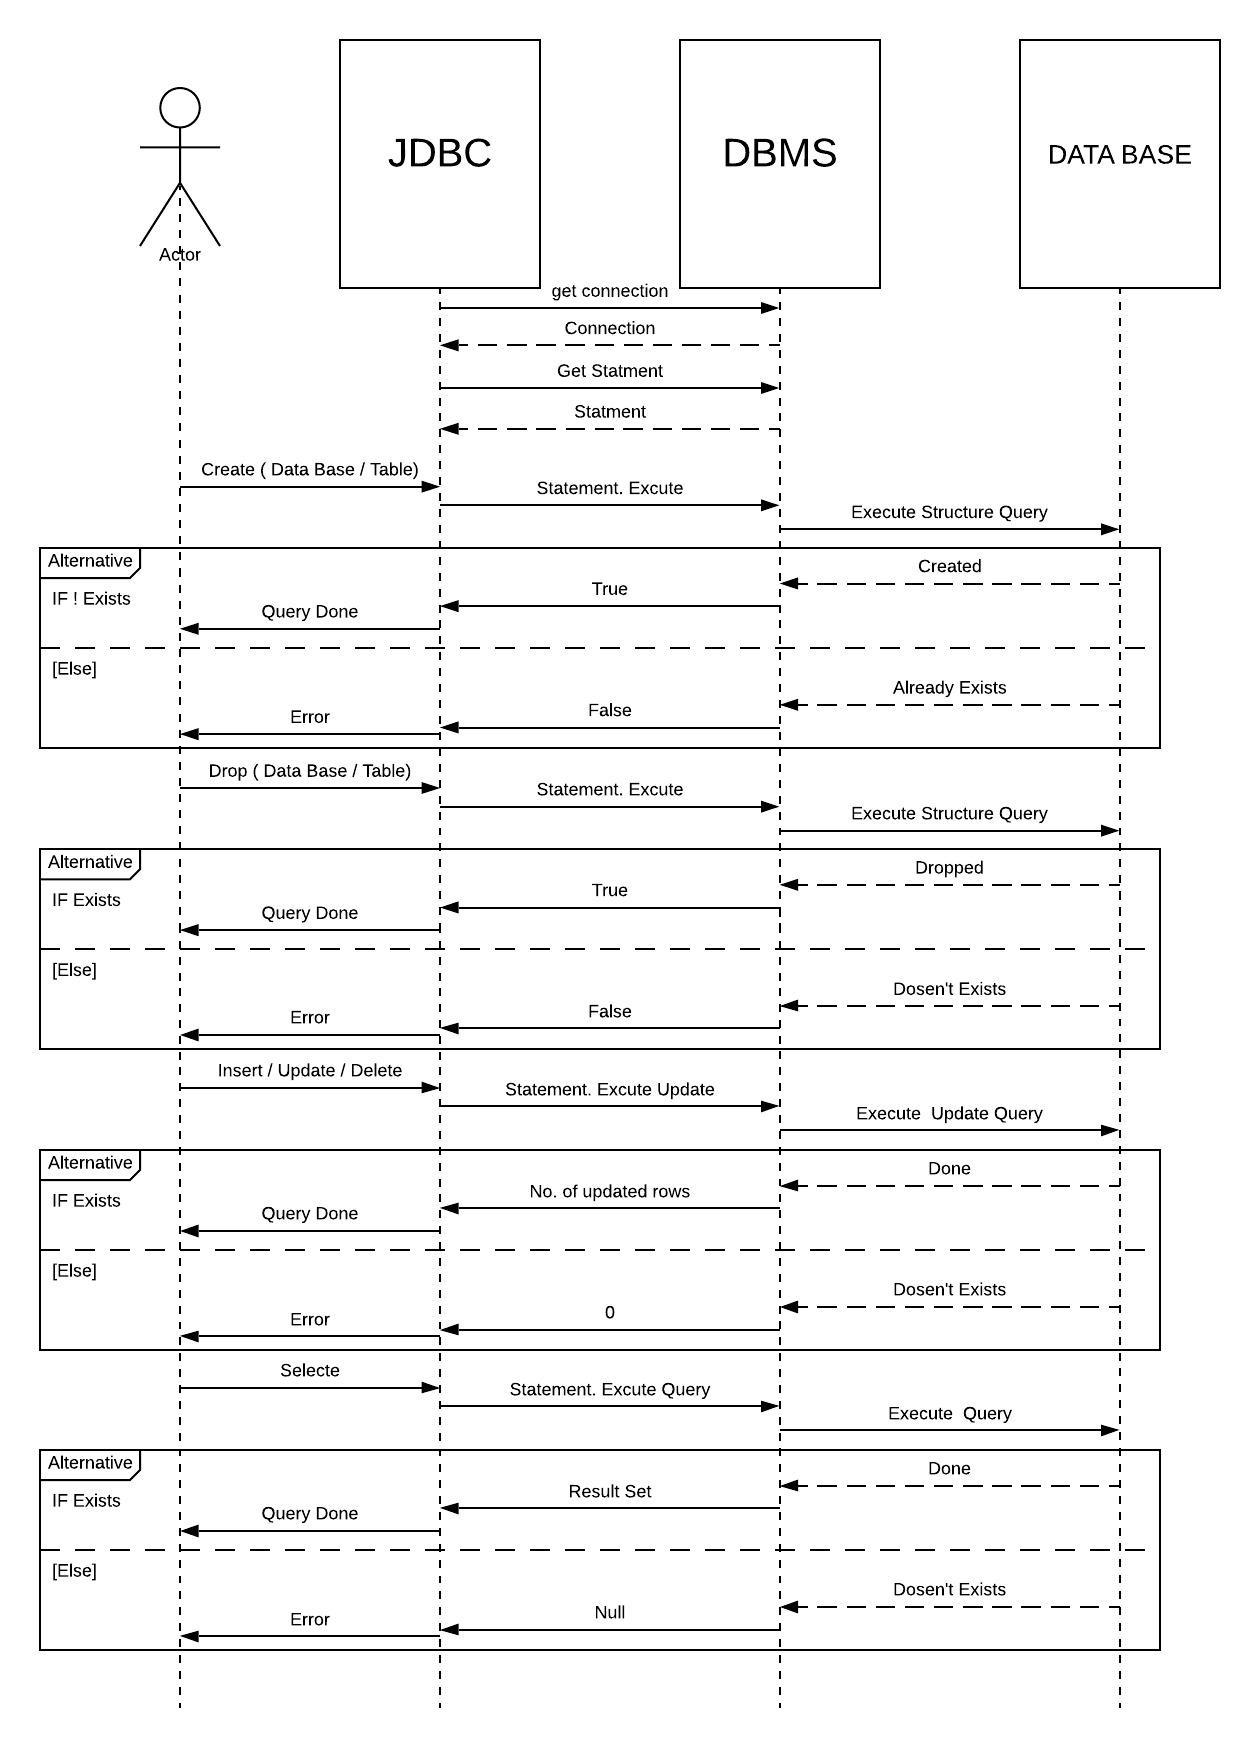 JDBC
DBMS
DATA BASE
Actor
get connection
Connection
Get Statment
Statment
Create ( Data Base / Table)
Statement. Excute
Execute Structure Query
Alternative
Created
IF ! Exists
True
Query Done
[Else]
Already Exists
False
Error
Drop ( Data Base / Table)
Statement. Excute
Execute Structure Query
Alternative
Dropped
IF Exists
True
Query Done
[Else]
Dosen't Exists
False
Error
Insert / Update / Delete
Statement. Excute Update
Execute Update Query
Alternative
Done
IF Exists
No. of updated rows
Query Done
[Else]
Dosen't Exists
0
Error
Selecte
Statement. Excute Query
Execute Query
Alternative
Done
IF Exists
Result Set
Query Done
[Else]
Dosen't Exists
Null
Error